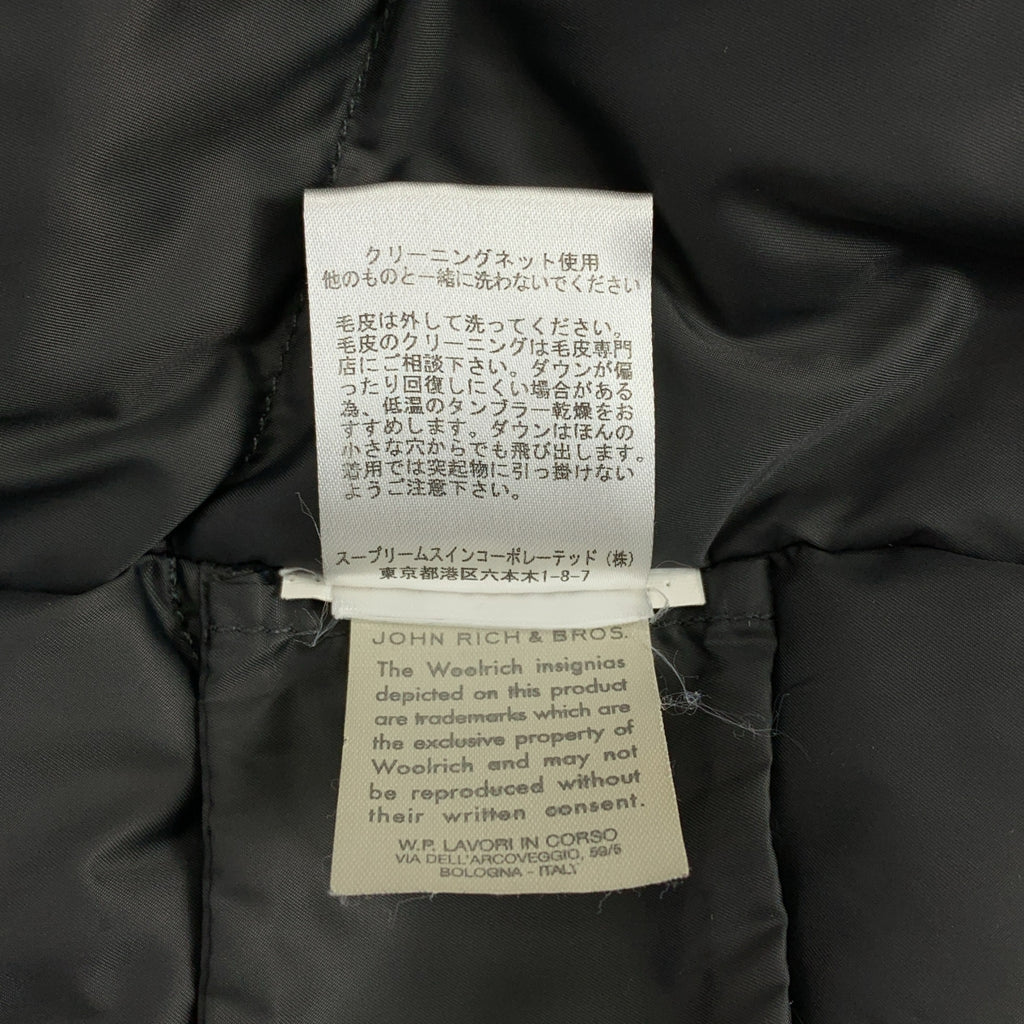 クリーニングネット使用
他のものと一緒に洗わないでください
毛皮は外して洗ってください。
毛皮のクリーニングは毛皮専門
店にご相談下さい。ダウンが偏
ったり回復しにくい場合がある
為、低温のタンブラー乾燥をお
すすめします。ダウンはほんの
小さな穴からでも飛び出します。
着用では突起物に引っ掛けない
ようご注意下さい。
スープリームスインコーポレーテッド（株）
東京都港区六本木1-8-7
JOHN RICH & BROS.
The Woolrich insignias
depicted on this product
are trademarks which are
the exclusive property of
Woolrich and may not
be reproduced without
their written consent.
W.P. LAVORI IN CORSO
VIA DELL'ARCOVEGGIO, 59/5
BOLOGNA - ITALY